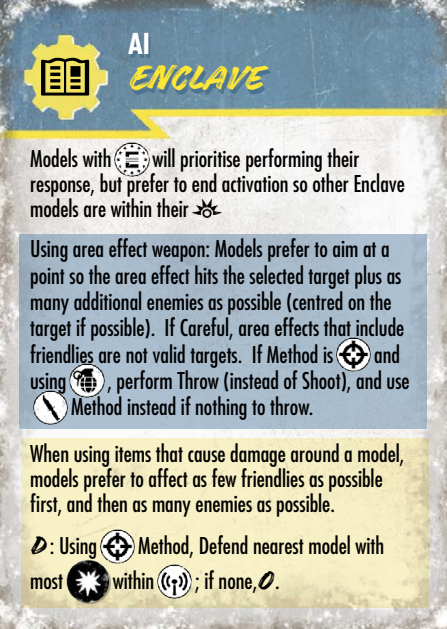 AI
ENCLAVE
Models with E will prioritise performing their
response, but prefer to end activation so other Enclave
models are within their
Using area effect weapon: Models prefer to aim at a
point so the area effect hits the selected target plus as
many additional enemies as possible (centred on the
target if possible). If Careful, area effects that include
friendlies are not valid targets. If Method is and
using , perform Throw (instead of Shoot), and use
Method instead if nothing to throw.
When using items that cause damage around a model,
models prefer to affect as few friendlies as possible
first, and then as many enemies as possible.
D: Using Method, Defend nearest model with
most within ; if none, O.